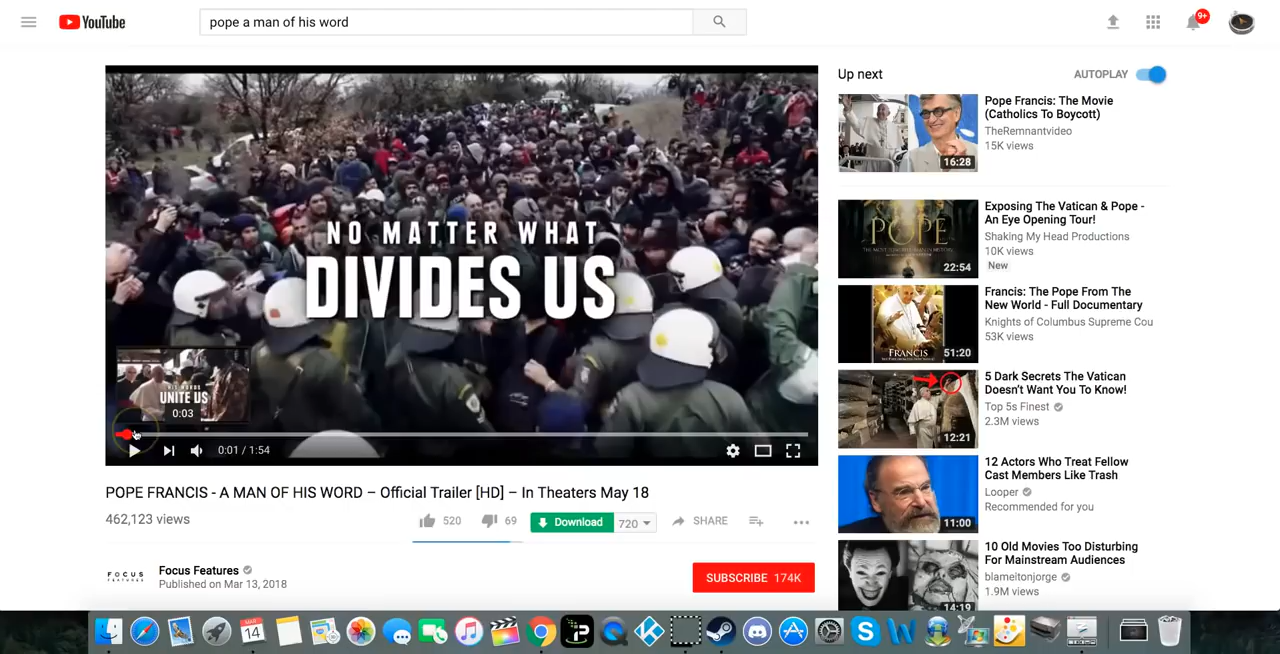 YouTube
pope a man of his word
9+
NO MATTER WHAT
DIVIDES US
HIS WORDS
UNITE US
0:03
0:01 / 1:54
POPE FRANCIS - A MAN OF HIS WORD – Official Trailer [HD] – In Theaters May 18
462,123 views
520
69
Download
720
SHARE
FOCUS
FEATURES
Focus Features
Published on Mar 13, 2018
SUBSCRIBE 174K
Up next
AUTOPLAY
16:28
Pope Francis: The Movie
(Catholics To Boycott)
TheRemnantvideo
15K views
POPE
22:54
Exposing The Vatican & Pope -
An Eye Opening Tour!
Shaking My Head Productions
10K views
New
FRANCIS
51:20
Francis: The Pope From The
New World - Full Documentary
Knights of Columbus Supreme Cou
53K views
12:21
5 Dark Secrets The Vatican
Doesn't Want You To Know!
Top 5s Finest
2.3M views
11:00
12 Actors Who Treat Fellow
Cast Members Like Trash
Looper
Recommended for you
14:19
10 Old Movies Too Disturbing
For Mainstream Audiences
blameitonjorge
1.9M views
14